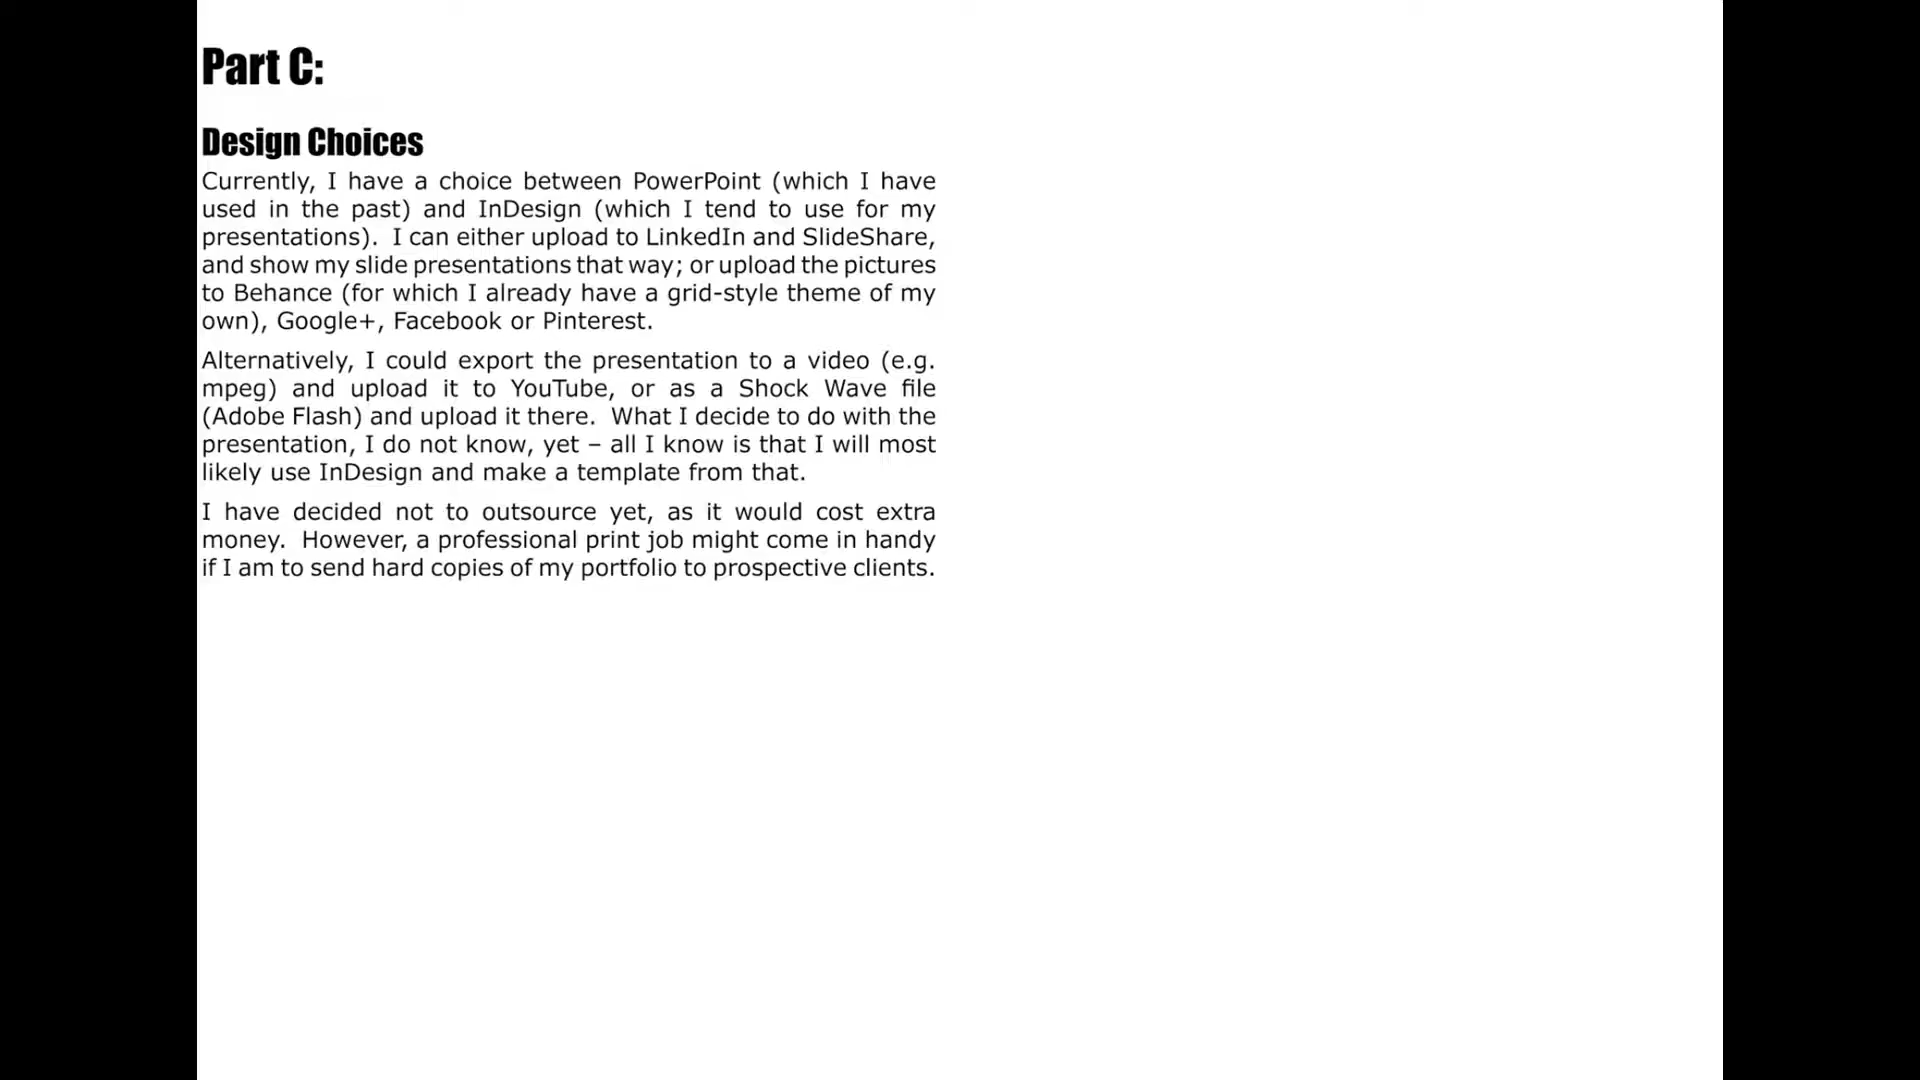 Part C:
Design Choices
Currently, I have a choice between PowerPoint (which I have
used in the past) and InDesign (which I tend to use for my
presentations).  I can either upload to LinkedIn and SlideShare,
and show my slide presentations that way; or upload the pictures
to Behance (for which I already have a grid-style theme of my
own), Google+, Facebook or Pinterest.
Alternatively, I could export the presentation to a video (e.g.
mpeg) and upload it to YouTube, or as a Shock Wave file
(Adobe Flash) and upload it there.  What I decide to do with the
presentation, I do not know, yet – all I know is that I will most
likely use InDesign and make a template from that.
I have decided not to outsource yet, as it would cost extra
money.  However, a professional print job might come in handy
if I am to send hard copies of my portfolio to prospective clients.